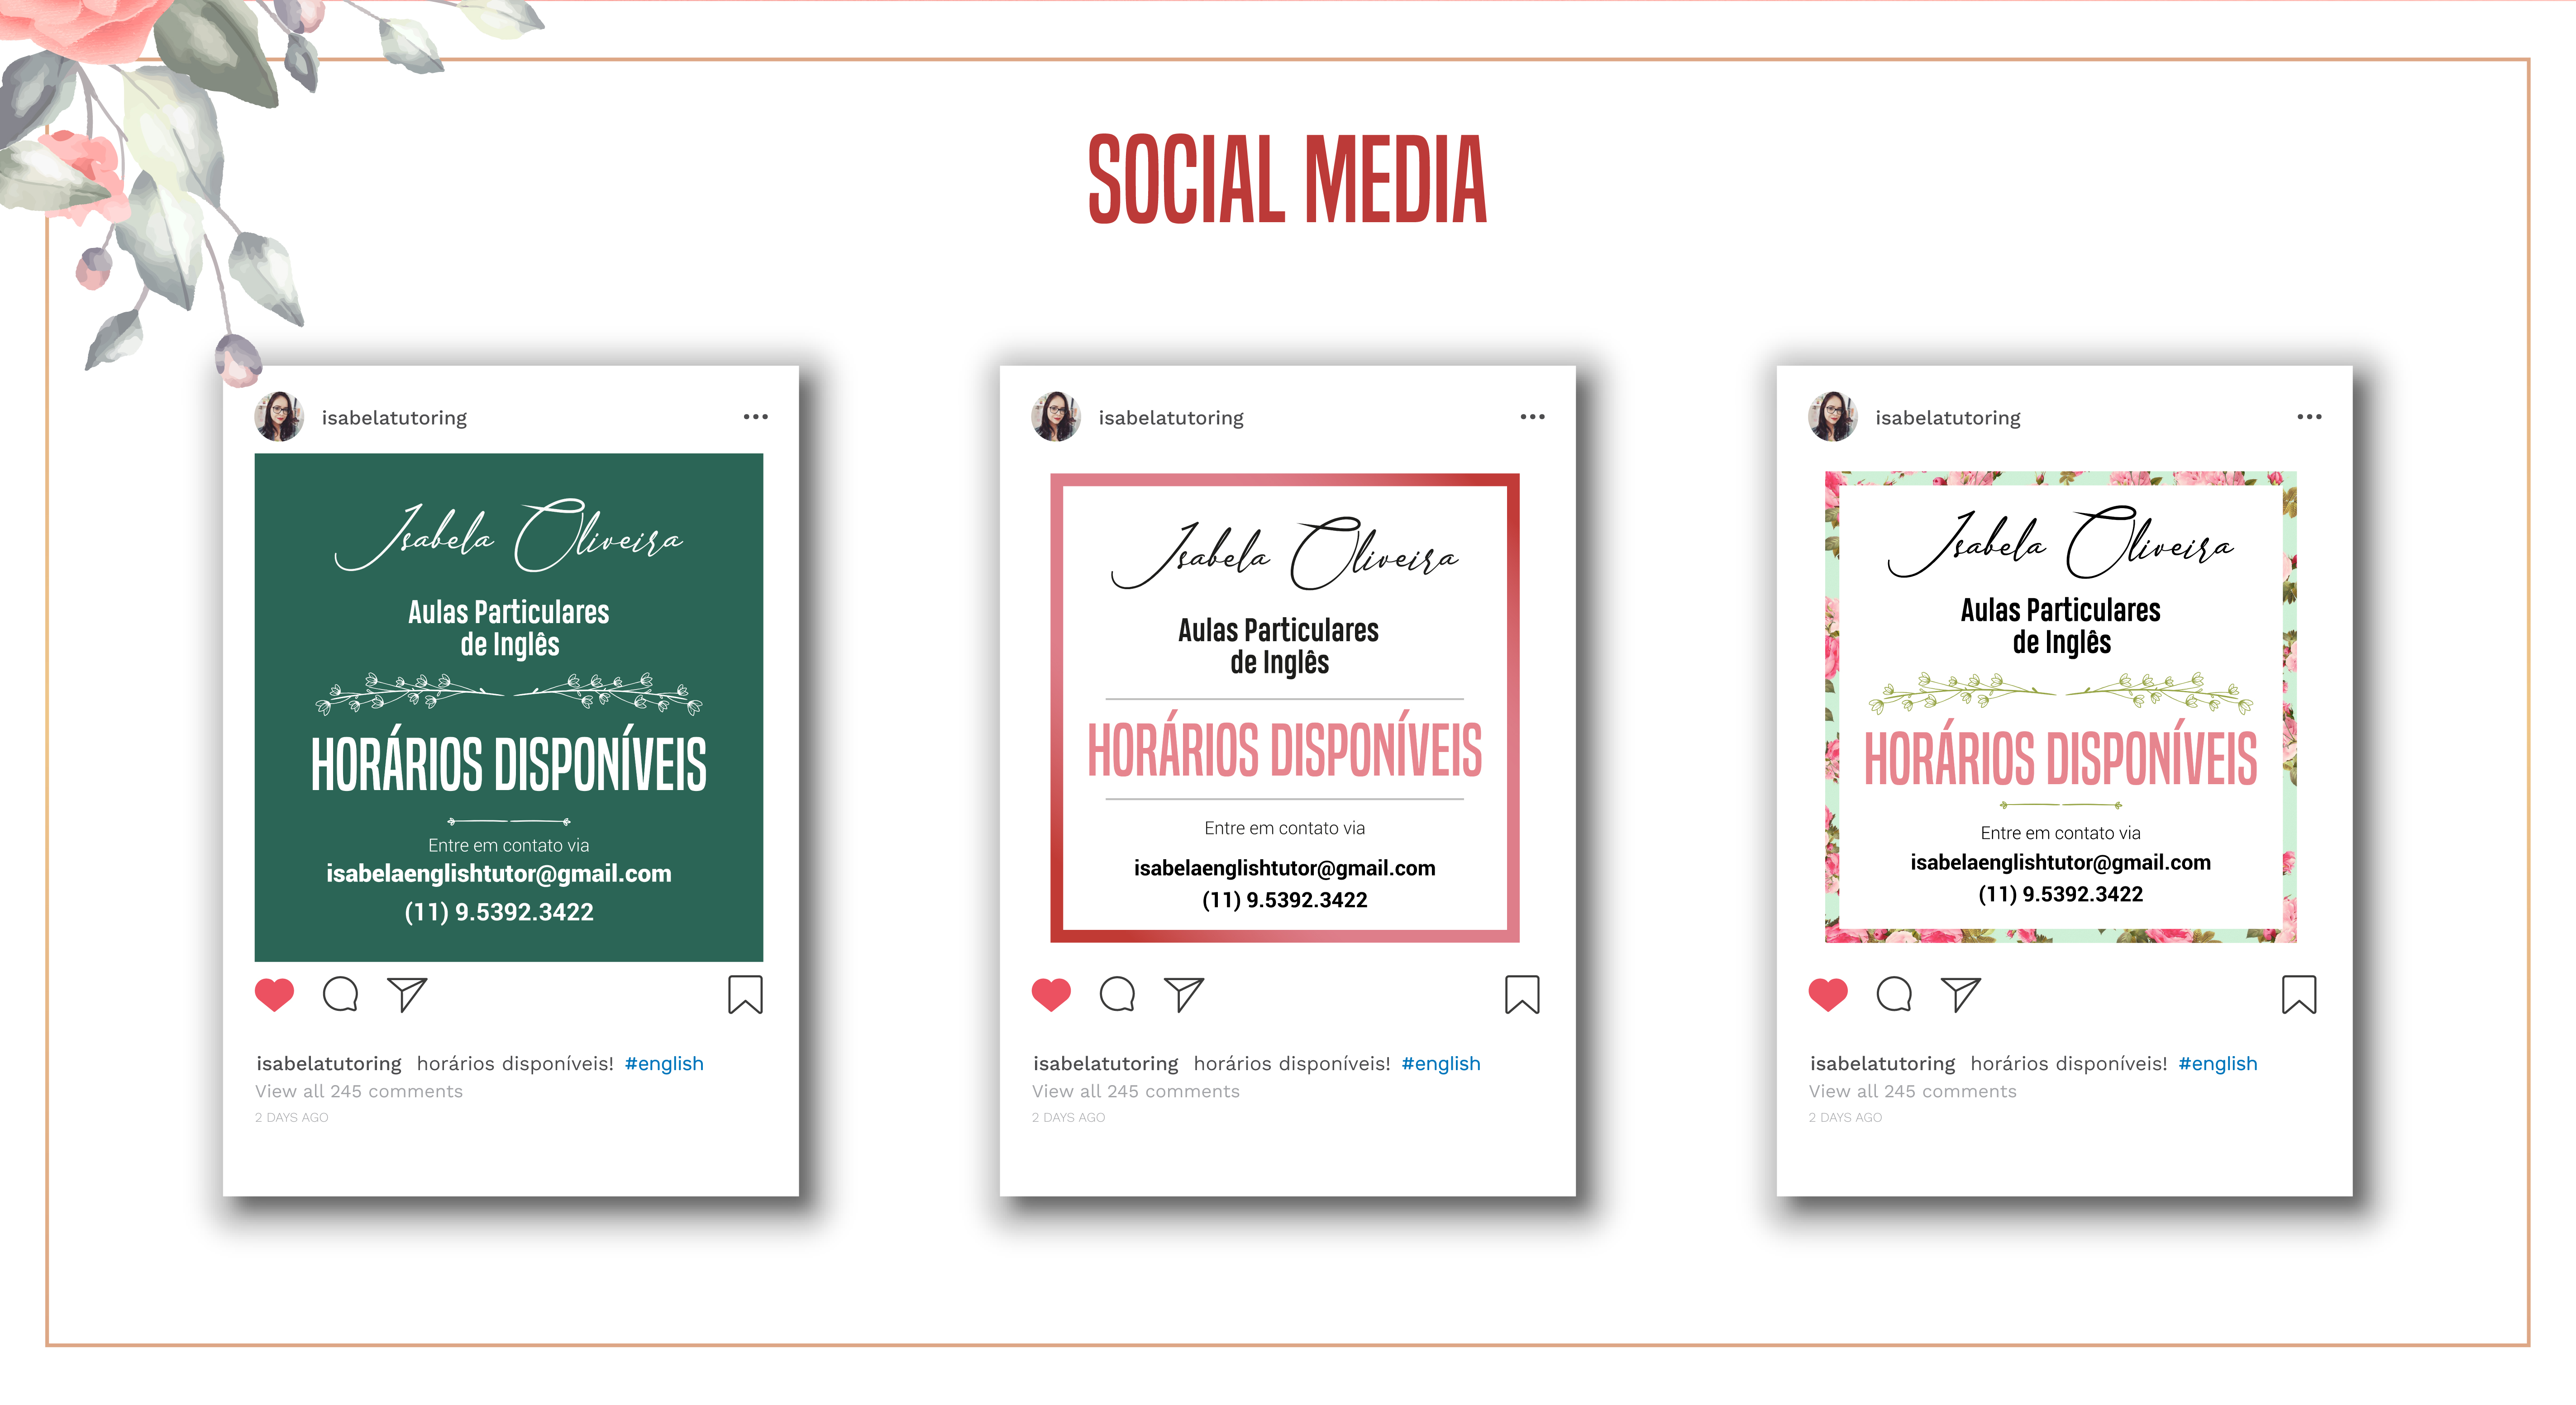 SOCIAL MEDIA
isabelatutoring
Isabela Oliveira
Aulas Particulares
de Inglês
HORÁRIOS DISPONÍVEIS
Entre em contato via
isabelaenglishtutor@gmail.com
(11) 9.5392.3422
isabelatutoring horários disponíveis! #english
View all 245 comments
2 DAYS AGO
isabelatutoring
Isabela Oliveira
Aulas Particulares
de Inglês
HORÁRIOS DISPONÍVEIS
Entre em contato via
isabelaenglishtutor@gmail.com
(11) 9.5392.3422
isabelatutoring horários disponíveis! #english
View all 245 comments
2 DAYS AGO
isabelatutoring
Isabela Oliveira
Aulas Particulares
de Inglês
HORÁRIOS DISPONÍVEIS
Entre em contato via
isabelaenglishtutor@gmail.com
(11) 9.5392.3422
isabelatutoring horários disponíveis! #english
View all 245 comments
2 DAYS AGO